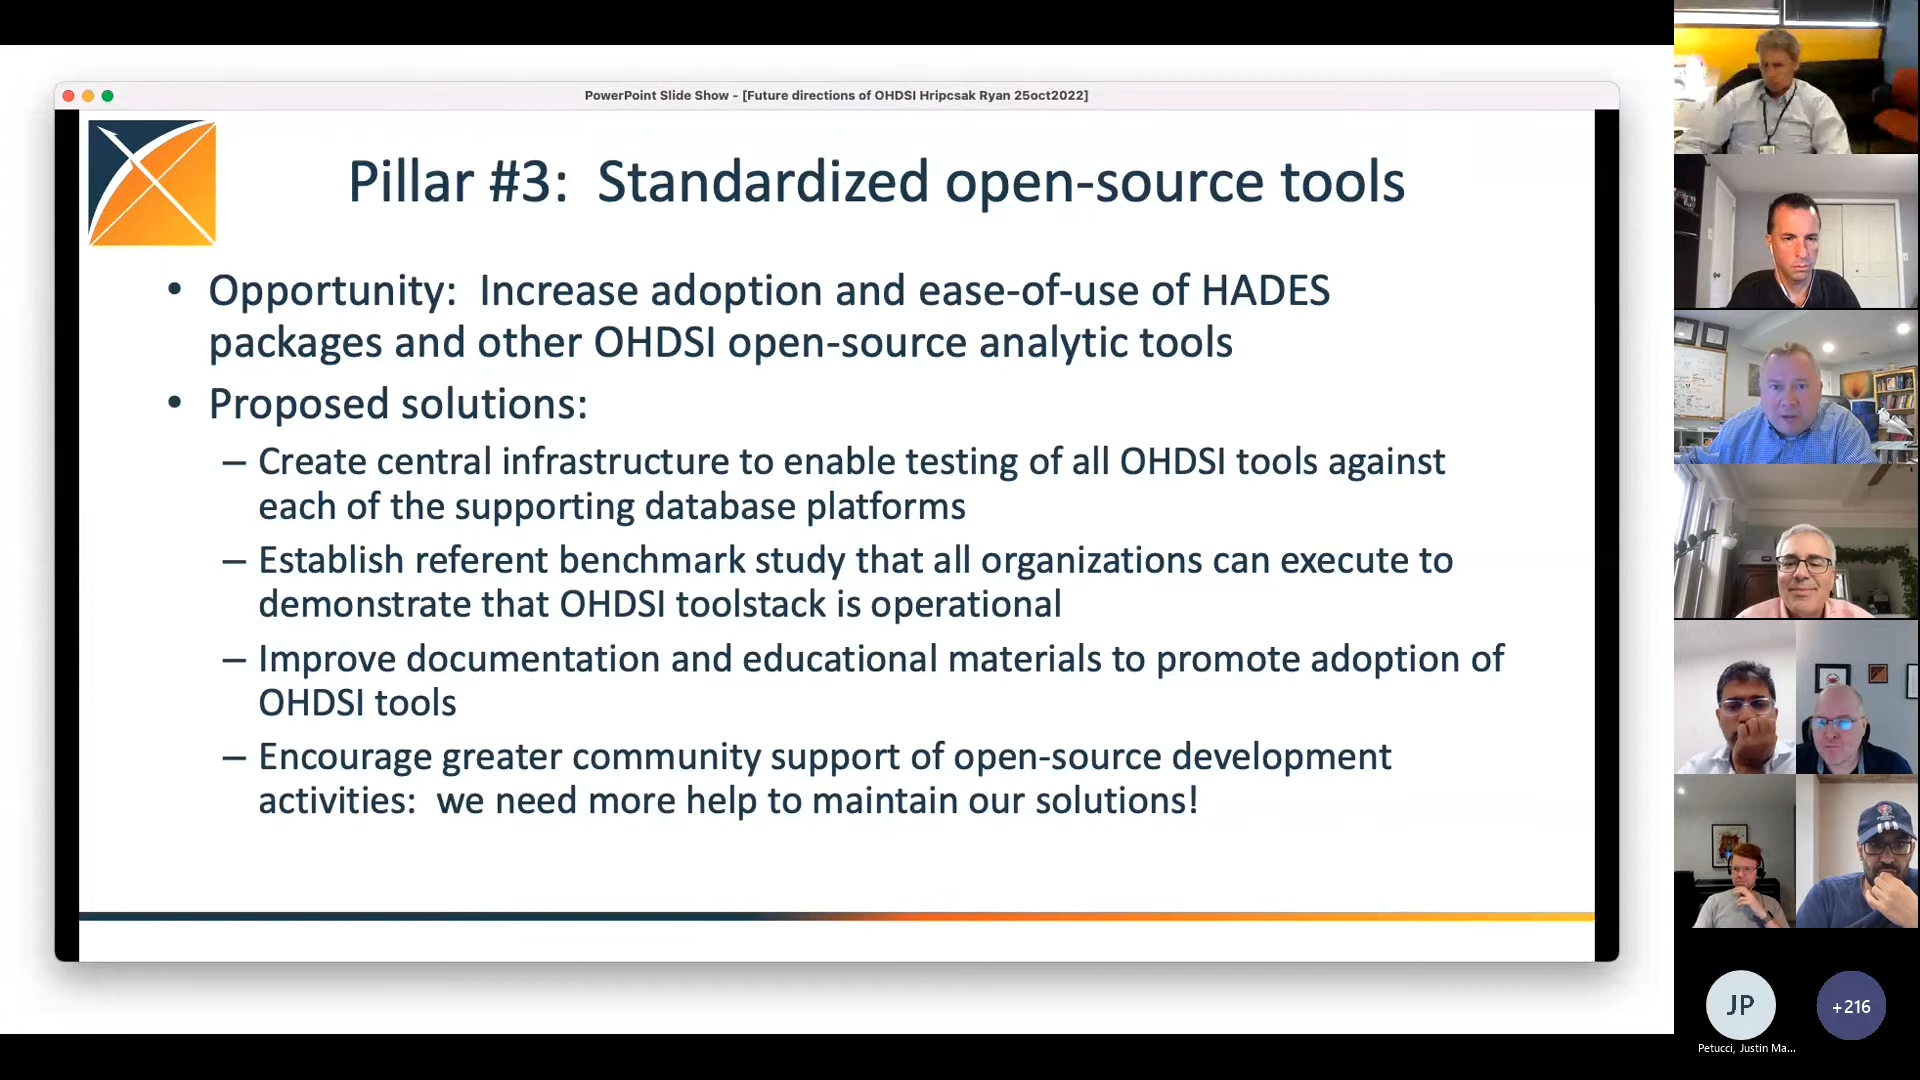 PowerPoint Slide Show - [Future directions of OHDSI Hripcsak Ryan 25oct2022]
Pillar #3: Standardized open-source tools
• Opportunity: Increase adoption and ease-of-use of HADES
packages and other OHDSI open-source analytic tools
• Proposed solutions:
– Create central infrastructure to enable testing of all OHDSI tools against
each of the supporting database platforms
– Establish referent benchmark study that all organizations can execute to
demonstrate that OHDSI toolstack is operational
– Improve documentation and educational materials to promote adoption of
OHDSI tools
– Encourage greater community support of open-source development
activities: we need more help to maintain our solutions!
JP
+216
Petucci, Justin Ma...